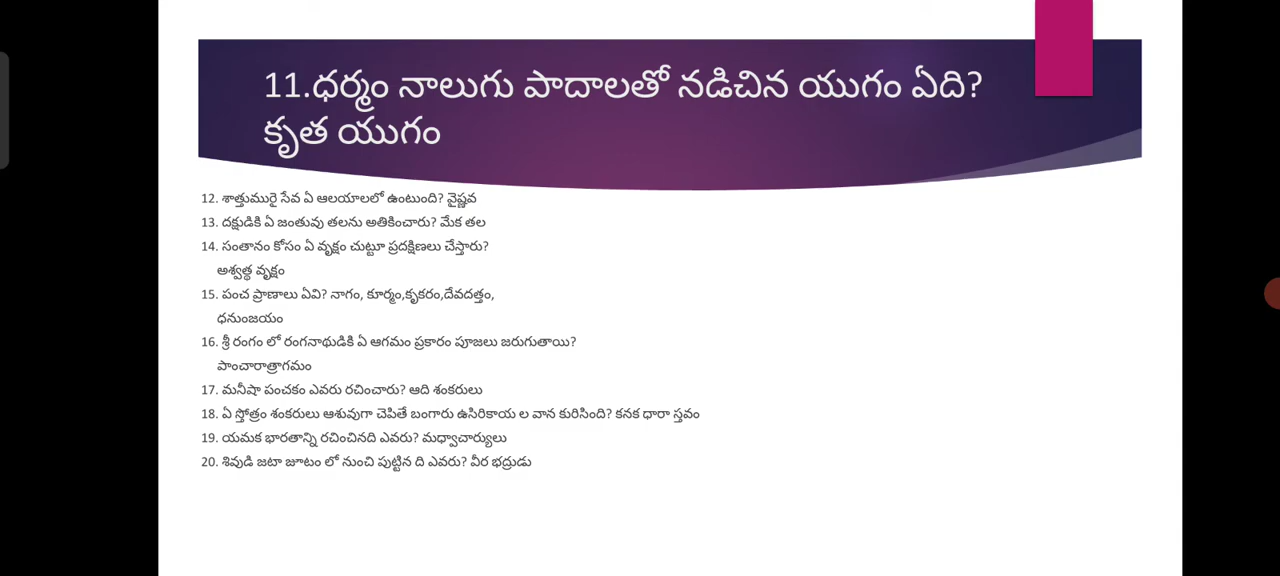 11.ధర్మం నాలుగు పాదాలతో నడిచిన యుగం ఏది?
కృత యుగం
12. శాత్తుమురై సేవ ఏ ఆలయాలలో ఉంటుంది? వైష్ణవ
13. దక్షుడికి ఏ జంతువు తలను అతికించారు? మేక తల
14. సంతానం కోసం ఏ వృక్షం చుట్టూ ప్రదక్షిణలు చేస్తారు?
అశ్వత్థ వృక్షం
15. పంచ ప్రాణాలు ఏవి? నాగం, కూర్మం,కృకరం,దేవదత్తం,
ధనుంజయం
16. శ్రీ రంగం లో రంగనాథుడికి ఏ ఆగమం ప్రకారం పూజలు జరుగుతాయి?
పాంచారాత్రాగమం
17. మనీషా పంచకం ఎవరు రచించారు? ఆది శంకరులు
18. ఏ స్తోత్రం శంకరులు ఆశువుగా చెపితే బంగారు ఉసిరికాయ ల వాన కురిసింది? కనక ధారా స్తవం
19. యమక భారతాన్ని రచించినది ఎవరు? మధ్వాచార్యులు
20. శివుడి జటా జూటం లో నుంచి పుట్టిన ది ఎవరు? వీర భద్రుడు